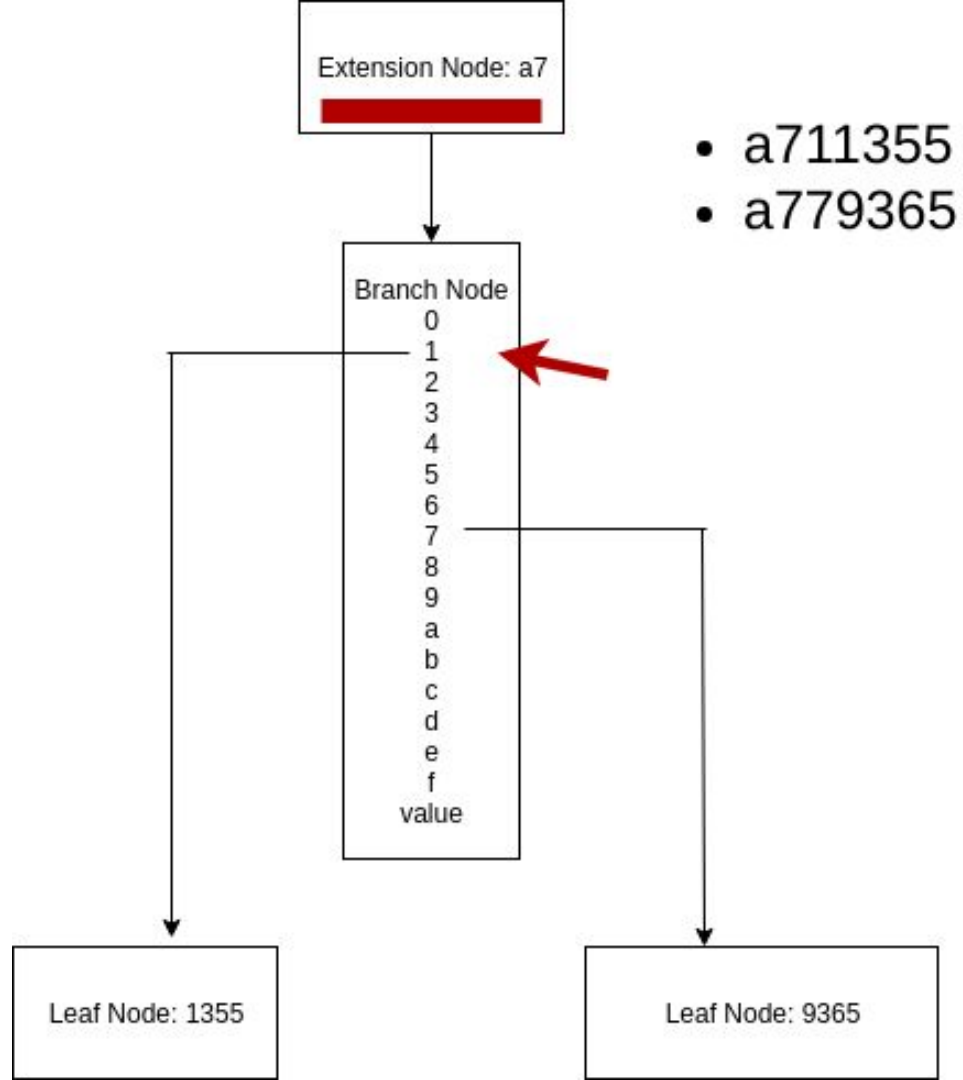 Extension Node: a7
• a711355
• a779365
Branch Node
0
1
2
3
4
5
6
7
8
9
a
b
c
d
e
f
value
Leaf Node: 1355
Leaf Node: 9365